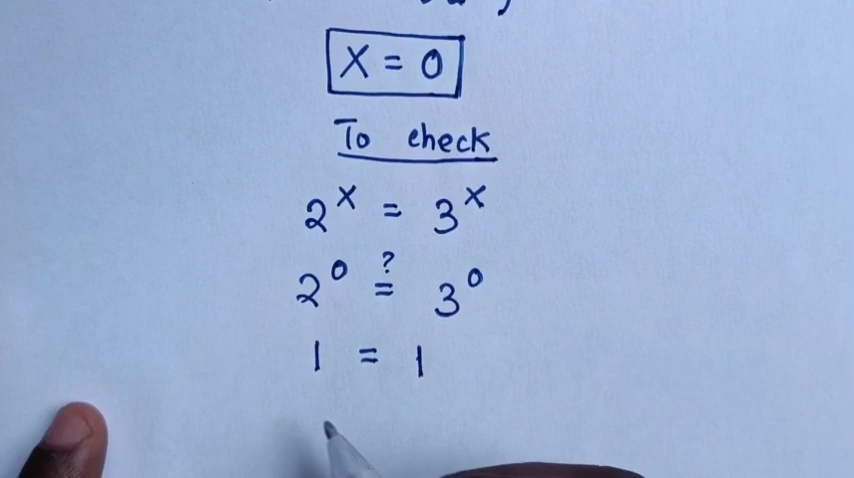 X = 0
To check
2^x = 3^x
2^0 ≟ 3^0
1 = 1